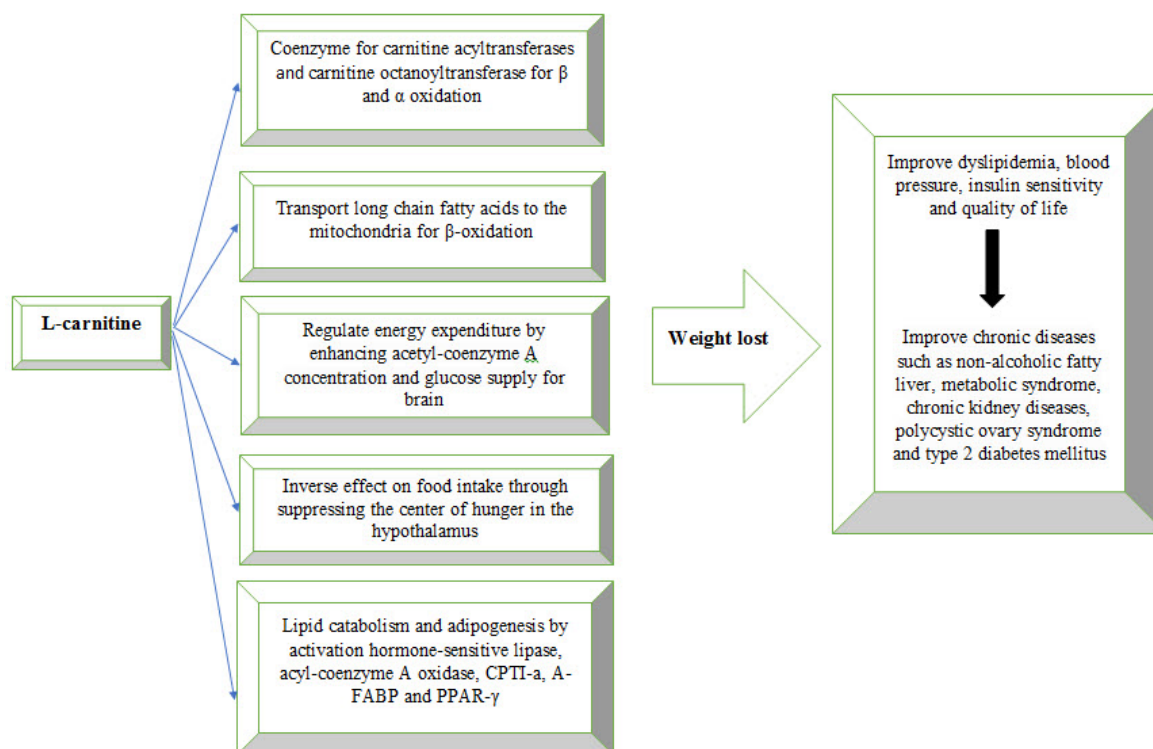 L-carnitine
Coenzyme for carnitine acyltransferases
and carnitine octanoyltransferase for β
and α oxidation
Transport long chain fatty acids to the
mitochondria for β-oxidation
Regulate energy expenditure by
enhancing acetyl-coenzyme A
concentration and glucose supply for
brain
Inverse effect on food intake through
suppressing the center of hunger in the
hypothalamus
Lipid catabolism and adipogenesis by
activation hormone-sensitive lipase,
acyl-coenzyme A oxidase, CPTI-a, A-
FABP and PPAR-γ
Weight lost
Improve dyslipidemia, blood
pressure, insulin sensitivity
and quality of life
Improve chronic diseases
such as non-alcoholic fatty
liver, metabolic syndrome,
chronic kidney diseases,
polycystic ovary syndrome
and type 2 diabetes mellitus